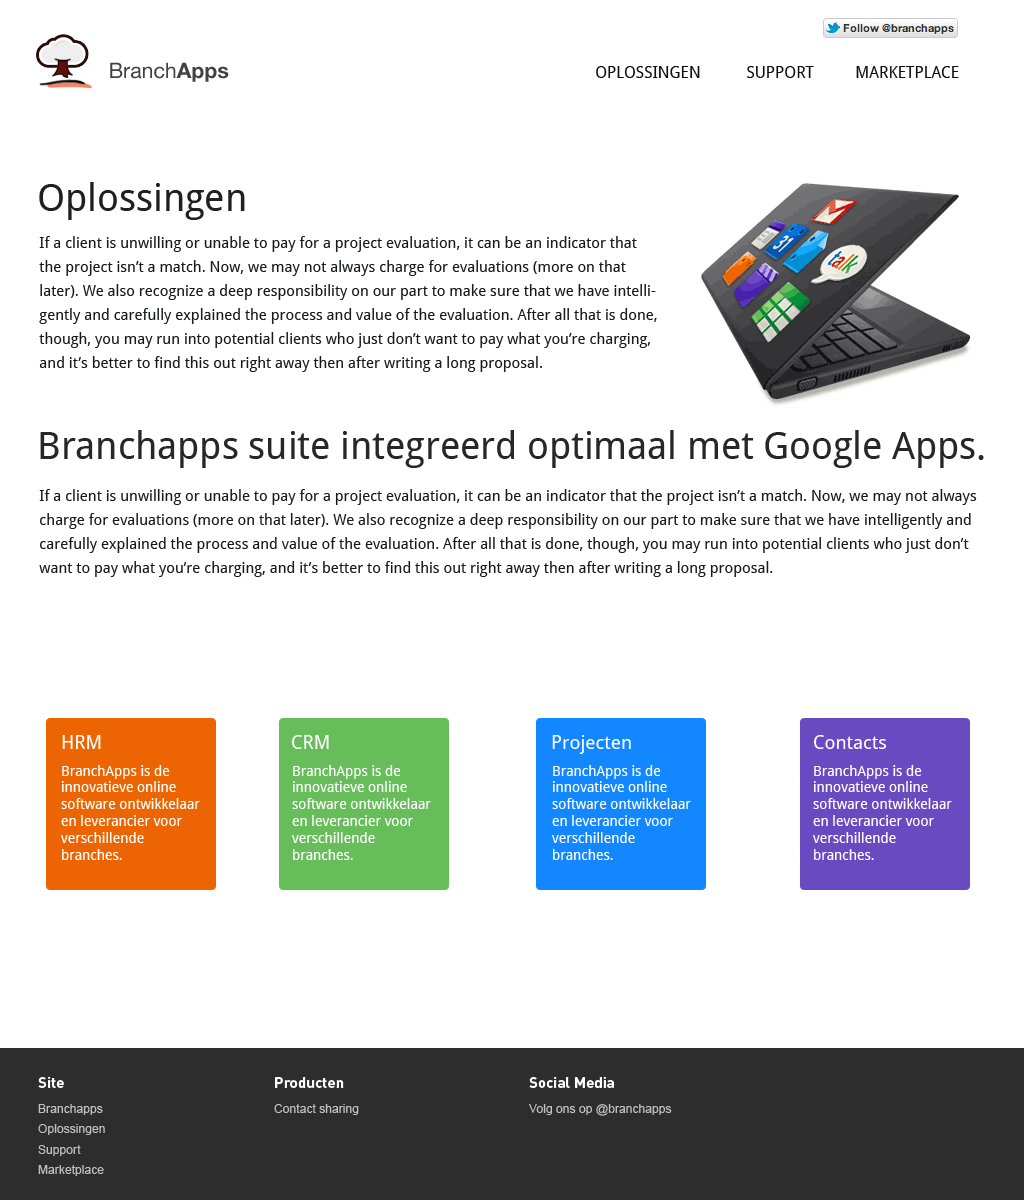 Follow @branchapps
BranchApps
OPLOSSINGEN SUPPORT MARKETPLACE
Oplossingen
If a client is unwilling or unable to pay for a project evaluation, it can be an indicator that
the project isn’t a match. Now, we may not always charge for evaluations (more on that
later). We also recognize a deep responsibility on our part to make sure that we have intelli-
gently and carefully explained the process and value of the evaluation. After all that is done,
though, you may run into potential clients who just don’t want to pay what you’re charging,
and it’s better to find this out right away then after writing a long proposal.
31
talk
Branchapps suite integreerd optimaal met Google Apps.
If a client is unwilling or unable to pay for a project evaluation, it can be an indicator that the project isn’t a match. Now, we may not always
charge for evaluations (more on that later). We also recognize a deep responsibility on our part to make sure that we have intelligently and
carefully explained the process and value of the evaluation. After all that is done, though, you may run into potential clients who just don’t
want to pay what you’re charging, and it’s better to find this out right away then after writing a long proposal.
HRM
BranchApps is de
innovatieve online
software ontwikkelaar
en leverancier voor
verschillende
branches.
CRM
BranchApps is de
innovatieve online
software ontwikkelaar
en leverancier voor
verschillende
branches.
Projecten
BranchApps is de
innovatieve online
software ontwikkelaar
en leverancier voor
verschillende
branches.
Contacts
BranchApps is de
innovatieve online
software ontwikkelaar
en leverancier voor
verschillende
branches.
Site
Branchapps
Oplossingen
Support
Marketplace
Producten
Contact sharing
Social Media
Volg ons op @branchapps